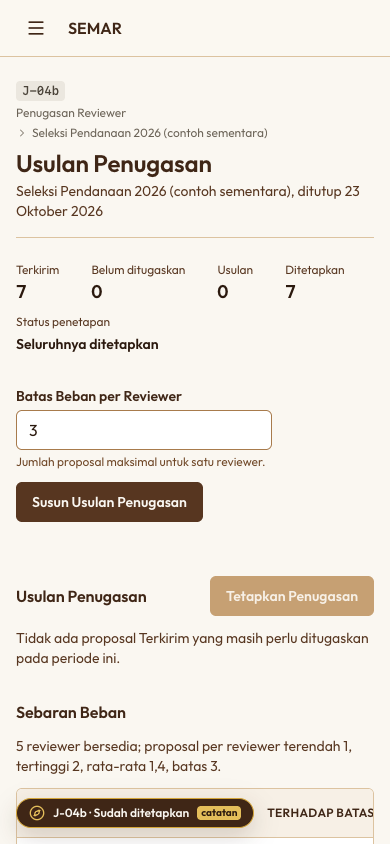 SEMAR
J-04b
Penugasan Reviewer
Seleksi Pendanaan 2026 (contoh sementara)
Usulan Penugasan
Seleksi Pendanaan 2026 (contoh sementara), ditutup 23
Oktober 2026
Terkirim Belum ditugaskan Usulan Ditetapkan
7 0 0 7
Status penetapan
Seluruhnya ditetapkan
Batas Beban per Reviewer
3
Jumlah proposal maksimal untuk satu reviewer.
Susun Usulan Penugasan
Usulan Penugasan Tetapkan Penugasan
Tidak ada proposal Terkirim yang masih perlu ditugaskan
pada periode ini.
Sebaran Beban
5 reviewer bersedia; proposal per reviewer terendah 1,
tertinggi 2, rata-rata 1,4, batas 3.
J-04b · Sudah ditetapkan catatan TERHADAP BATAS